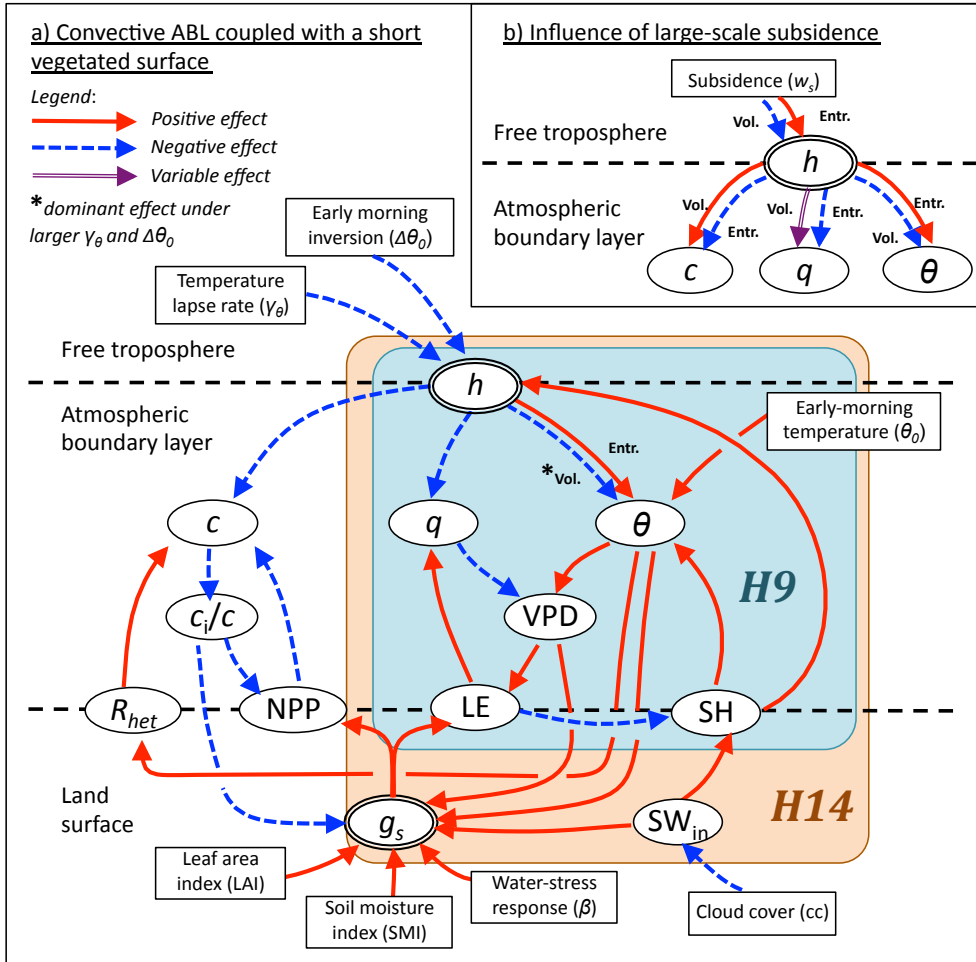 a) Convective ABL coupled with a short
vegetated surface
Legend:
Positive effect
Negative effect
Variable effect
*dominant effect under
larger γθ and Δθ0
b) Influence of large-scale subsidence
Subsidence (ws)
Vol.
Entr.
Free troposphere
h
Atmospheric
boundary layer
Vol.
Entr.
Vol.
Entr.
Vol.
Entr.
c
q
θ
Early morning
inversion (Δθ0)
Temperature
lapse rate (γθ)
Free troposphere
h
Atmospheric
boundary layer
Early-morning
temperature (θ0)
Entr.
*Vol.
c
q
θ
H9
ci/c
VPD
Rhet
NPP
LE
SH
Land
surface
gs
SWin
H14
Leaf area
index (LAI)
Soil moisture
index (SMI)
Water-stress
response (β)
Cloud cover (cc)